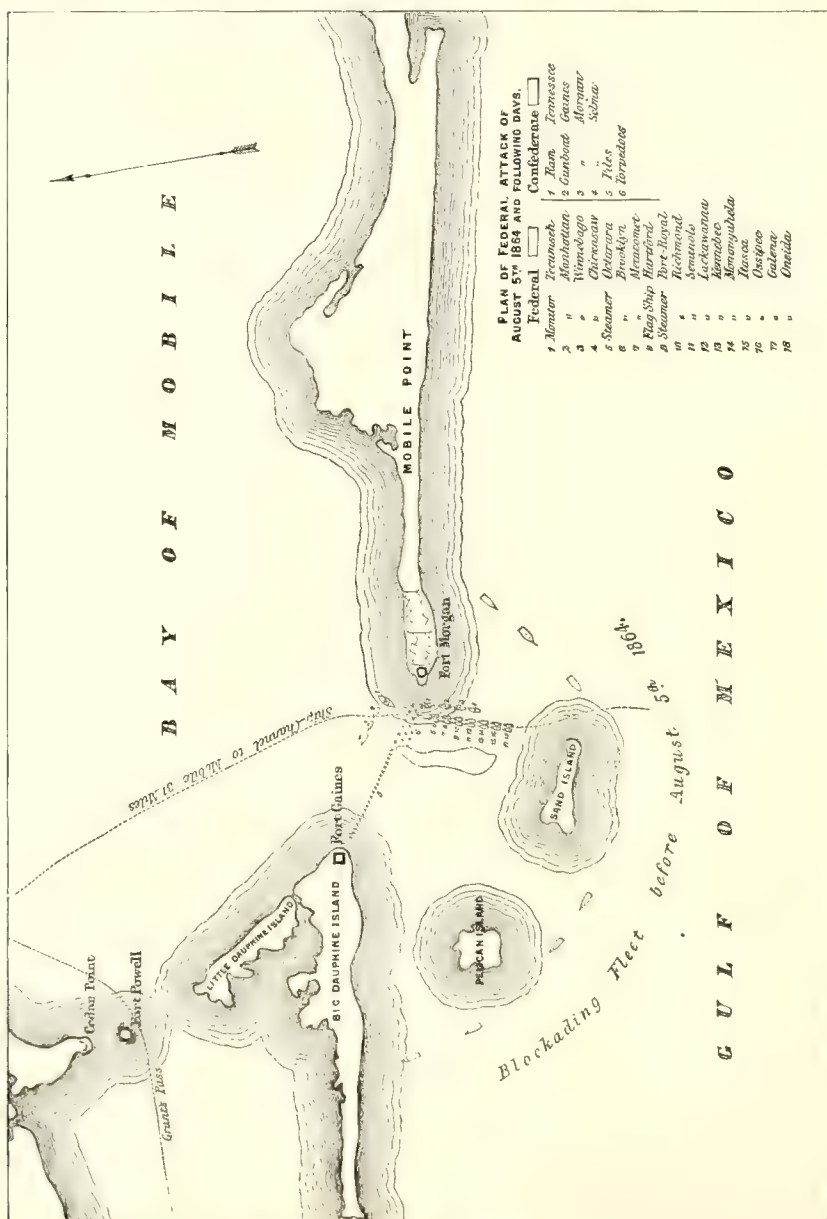 BAY OF MOBILE
Cedar Point
Fort Powell
Grants Pass
Ship Channel to Mobile 31 Miles
LITTLE DAUPHINE ISLAND
BIG DAUPHINE ISLAND
Fort Gaines
MOBILE POINT
Fort Morgan
PELICAN ISLAND
SAND ISLAND
Blockading Fleet before August 5th 1864.
GULF OF MEXICO
PLAN OF FEDERAL ATTACK OF
AUGUST 5TH 1864 AND FOLLOWING DAYS.
Federal
1 Monitor Tecumseh
2 " Manhattan
3 " Winnebago
4 " Chicasaw
5 Steamer Octarara
6 " Brooklyn
7 " Metacomet
8 Flag Ship Hartford
9 Steamer Port-Royal
10 " Richmond
11 " Seminole
12 " Lackawanna
13 " Kennebec
14 " Monongahela
15 " Itasca
16 " Ossipee
17 " Galena
18 " Oneida
Confederate
1 Ram Tennessee
2 Gunboat Gaines
3 " Morgan
4 " Selma
5 Piles
6 Torpedoes